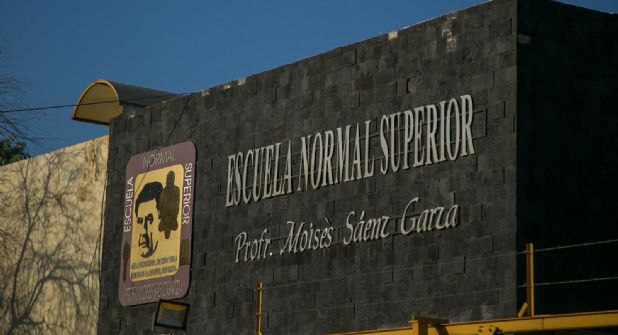 ESCUELA NORMAL SUPERIOR
Profr. Moisès Sáenz Garza
NORMAL
ESCUELA
SUPERIOR